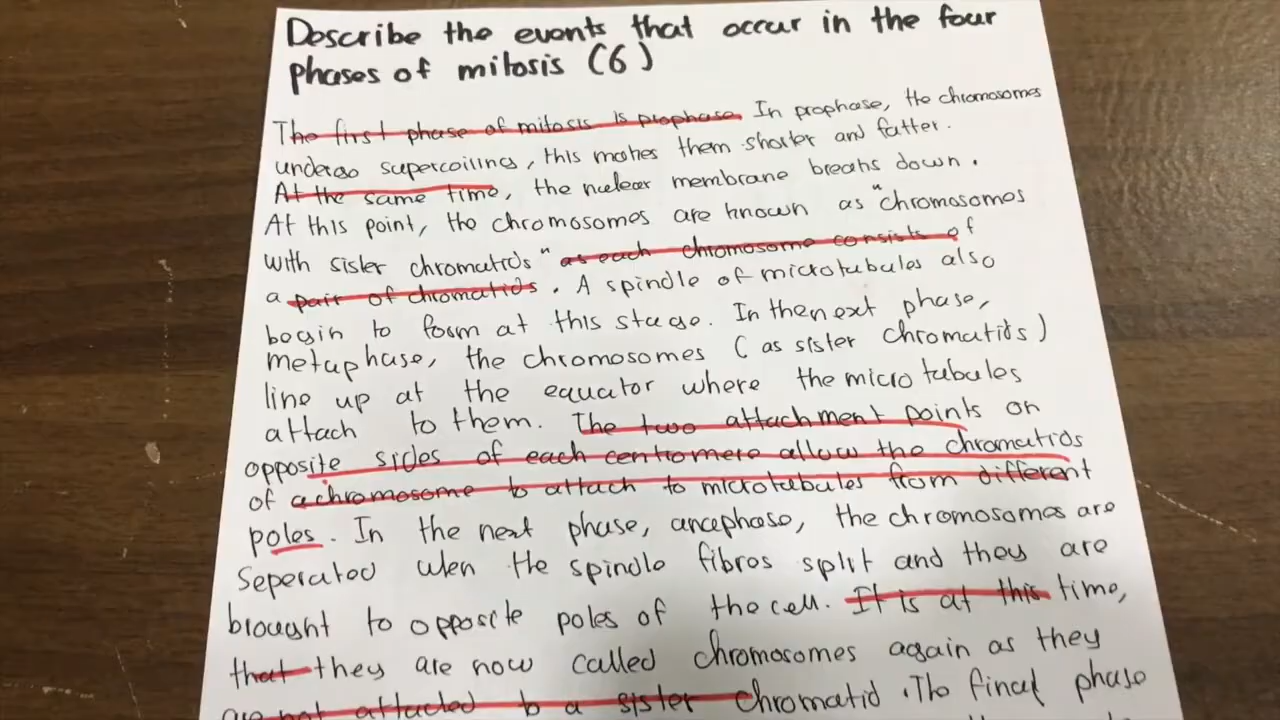 Describe the events that occur in the four
phases of mitosis (6)
The first phase of mitosis is prophase. In prophase, the chromosomes
undergo supercoiling, this makes them shorter and fatter.
At the same time, the nuclear membrane breaks down.
At this point, the chromosomes are known as "chromosomes
with sister chromatids" as each chromosome consists of
a pair of chromatids. A spindle of microtubules also
begin to form at this stage. In the next phase,
metaphase, the chromosomes (as sister chromatids)
line up at the equator where the microtubules
attach to them. The two attachment points on
opposite sides of each centromere allow the chromatids
of a chromosome to attach to microtubules from different
poles. In the next phase, anaphase, the chromosomes are
seperated when the spindle fibres split and they are
brought to opposite poles of the cell. It is at this time,
that they are now called chromosomes again as they
are not attached to a sister chromatid. The final phase